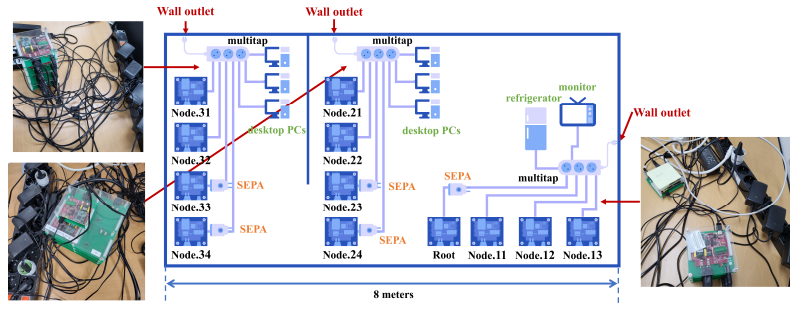 Wall outlet
Wall outlet
multitap
multitap
monitor
refrigerator
Wall outlet
Node.31
desktop PCs
Node.21
desktop PCs
Node.32
Node.22
multitap
SEPA
SEPA
SEPA
Node.33
Node.23
SEPA
SEPA
Node.34
Node.24
Root
Node.11
Node.12
Node.13
8 meters